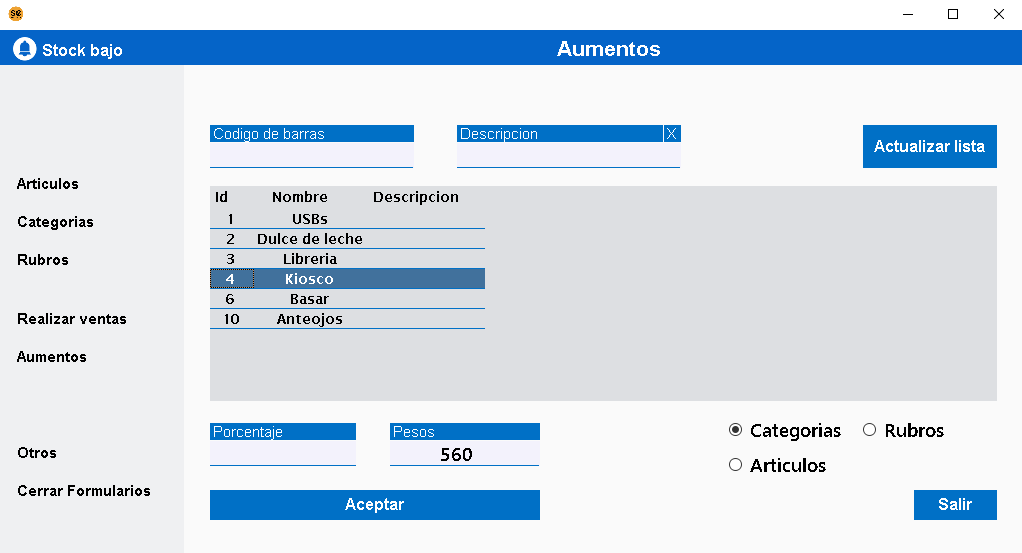 Stock bajo
Aumentos
Codigo de barras
Descripcion X
Actualizar lista
Articulos
Categorias
Rubros
Realizar ventas
Aumentos
Otros
Cerrar Formularios
Id Nombre Descripcion
1 USBs
2 Dulce de leche
3 Libreria
4 Kiosco
6 Basar
10 Anteojos
Porcentaje
Pesos
560
Categorias Rubros
Articulos
Aceptar
Salir